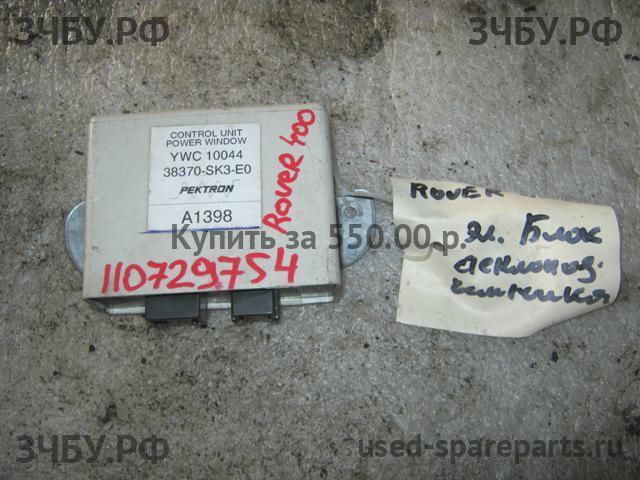 ЗЧБУ.РФ
ЗЧБУ.РФ
CONTROL UNIT
POWER WINDOW
YWC 10044
38370-SK3-E0
PEKTRON
A1398
Rover 400
110729754
Купить за 550.00 р.
ROVER
эл. Блок
стеклопод.
ЗЧБУ.РФ
used-spareparts.ru